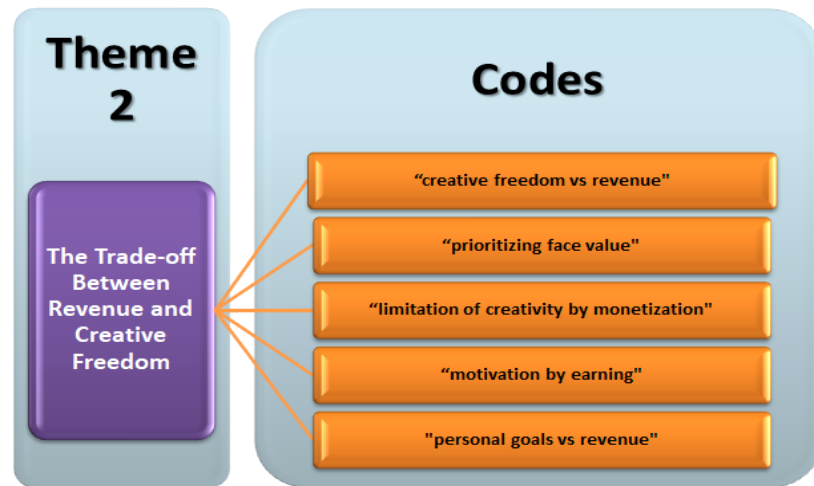 Theme
2
The Trade-off
Between
Revenue and
Creative
Freedom
Codes
“creative freedom vs revenue"
“prioritizing face value"
“limitation of creativity by monetization"
“motivation by earning"
"personal goals vs revenue"